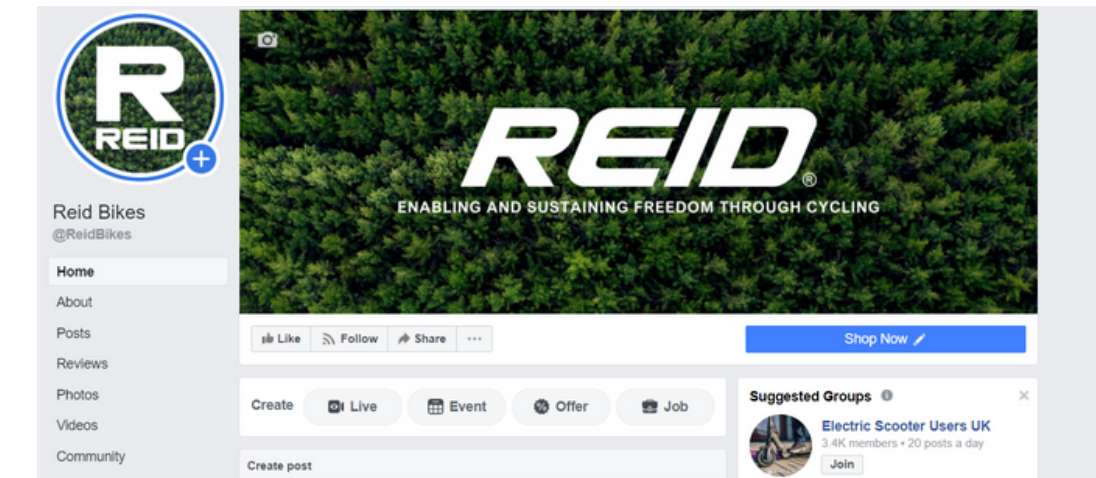 R
REID
REID®
ENABLING AND SUSTAINING FREEDOM THROUGH CYCLING
Reid Bikes
@ReidBikes
Home
About
Posts
Reviews
Photos
Videos
Community
Like Follow Share ...
Shop Now
Create Live Event Offer Job
Create post
Suggested Groups
Electric Scooter Users UK
3.4K members • 20 posts a day
Join